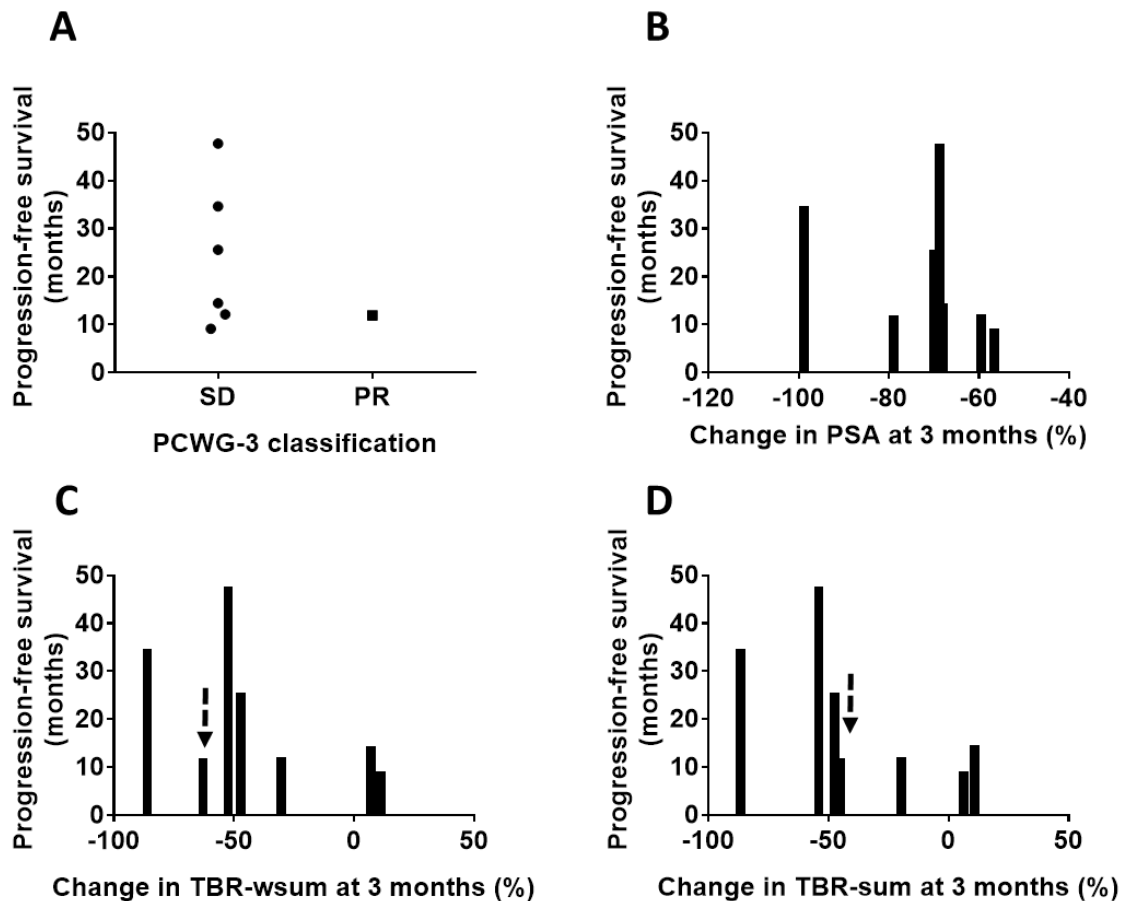 A
Progression-free survival
(months)
50
40
30
20
10
0
SD
PR
PCWG-3 classification
B
Progression-free survival
(months)
50
40
30
20
10
0
-120
-100
-80
-60
-40
Change in PSA at 3 months (%)
C
Progression-free survival
(months)
50
40
30
20
10
0
-100
-50
0
50
Change in TBR-wsum at 3 months (%)
D
Progression-free survival
(months)
50
40
30
20
10
0
-100
-50
0
50
Change in TBR-sum at 3 months (%)